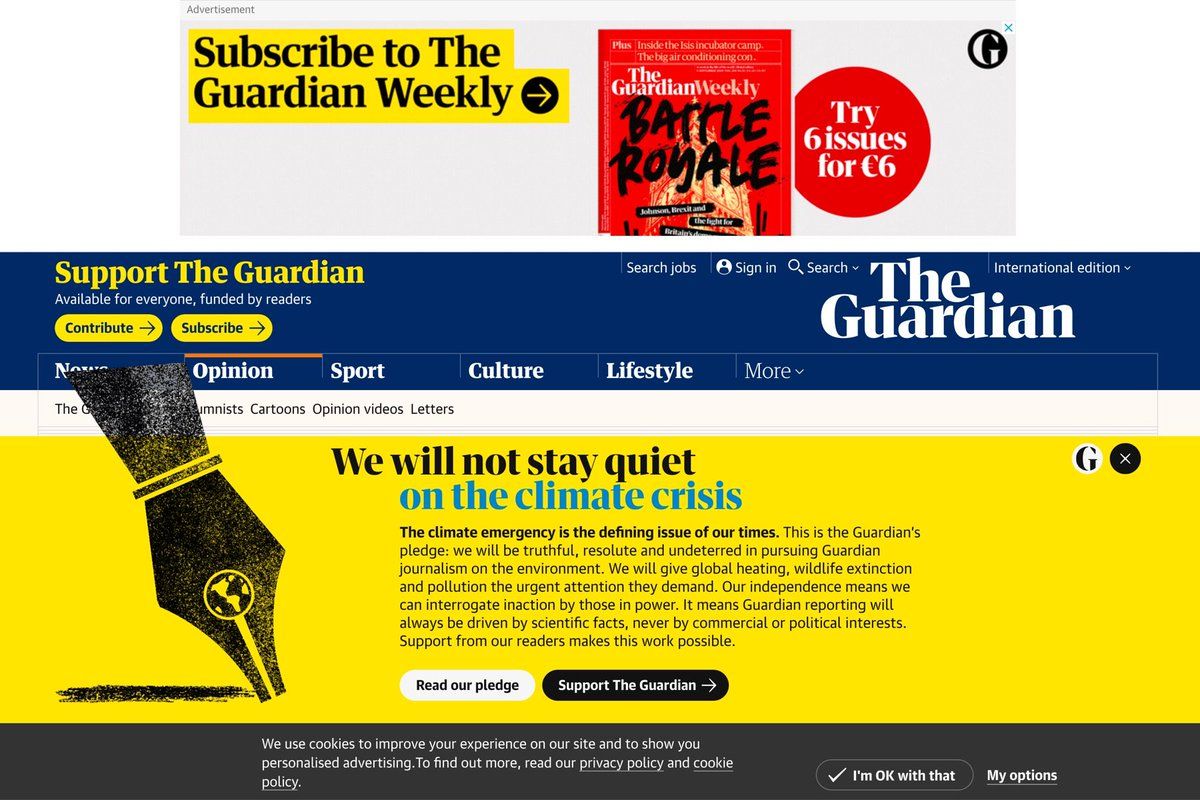 Advertisement
Subscribe to The
Guardian Weekly
Plus Inside the Isis incubator camp.
The big air conditioning con.
The
GuardianWeekly
BATTLE
ROYALE
Johnson, Brexit and
the fight for
Britain's
Try
6 issues
for €6
G
Support The Guardian
Available for everyone, funded by readers
Contribute
Subscribe
Search jobs
Sign in
Search
International edition
The
Guardian
News
Opinion
Sport
Culture
Lifestyle
More
The
Cartoons
Opinion videos
Letters
We will not stay quiet
on the climate crisis
G
The climate emergency is the defining issue of our times. This is the Guardian's
pledge: we will be truthful, resolute and undeterred in pursuing Guardian
journalism on the environment. We will give global heating, wildlife extinction
and pollution the urgent attention they demand. Our independence means we
can interrogate inaction by those in power. It means Guardian reporting will
always be driven by scientific facts, never by commercial or political interests.
Support from our readers makes this work possible.
Read our pledge
Support The Guardian
We use cookies to improve your experience on our site and to show you
personalised advertising.To find out more, read our privacy policy and cookie
policy.
I'm OK with that
My options